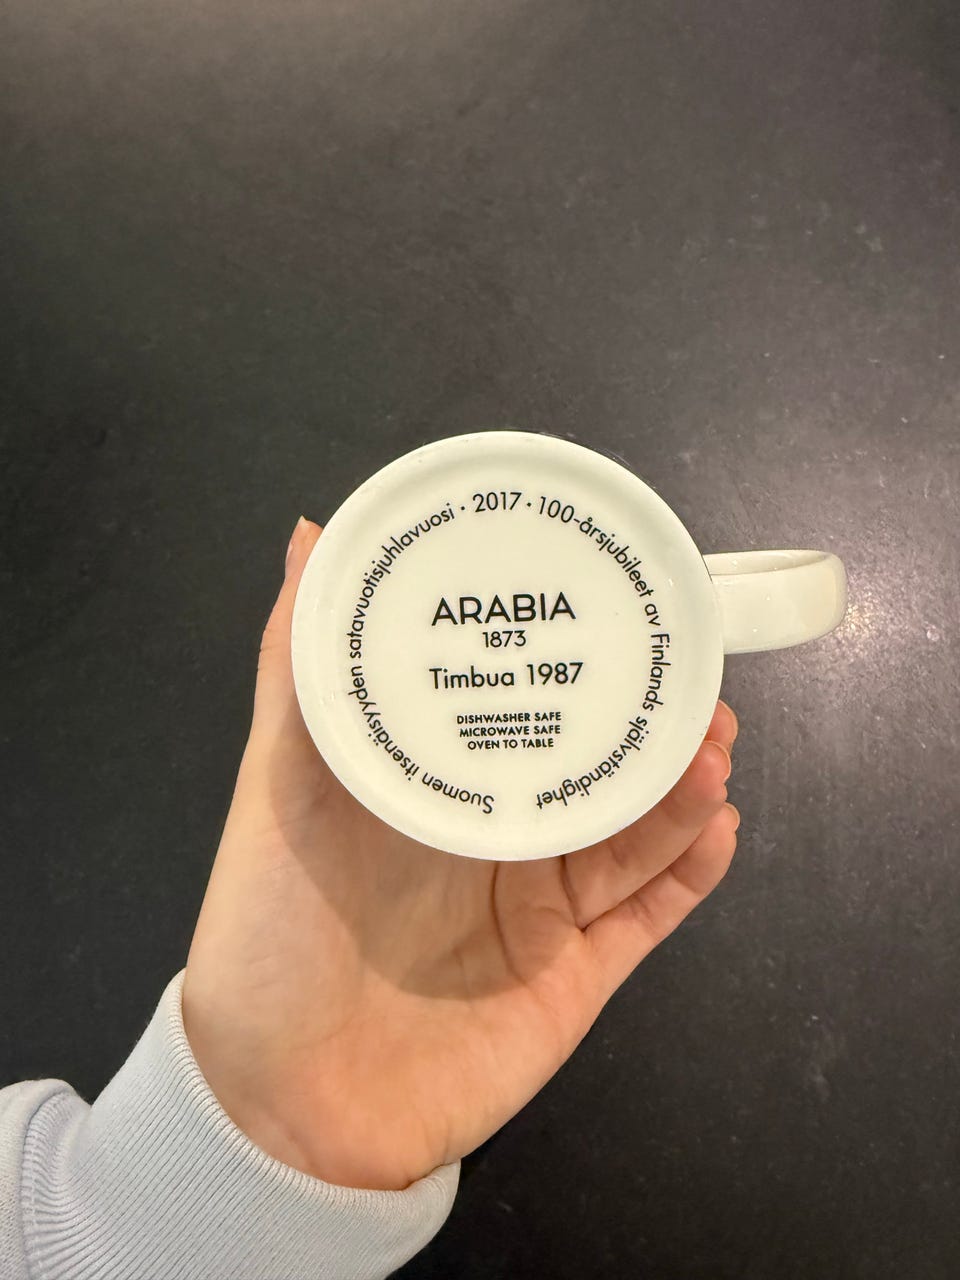 Suomen itsenäisyyden satavuotisjuhlavuosi · 2017 · 100-årsjubileet av Finlands självständighet
ARABIA
1873
Timbua 1987
DISHWASHER SAFE
MICROWAVE SAFE
OVEN TO TABLE